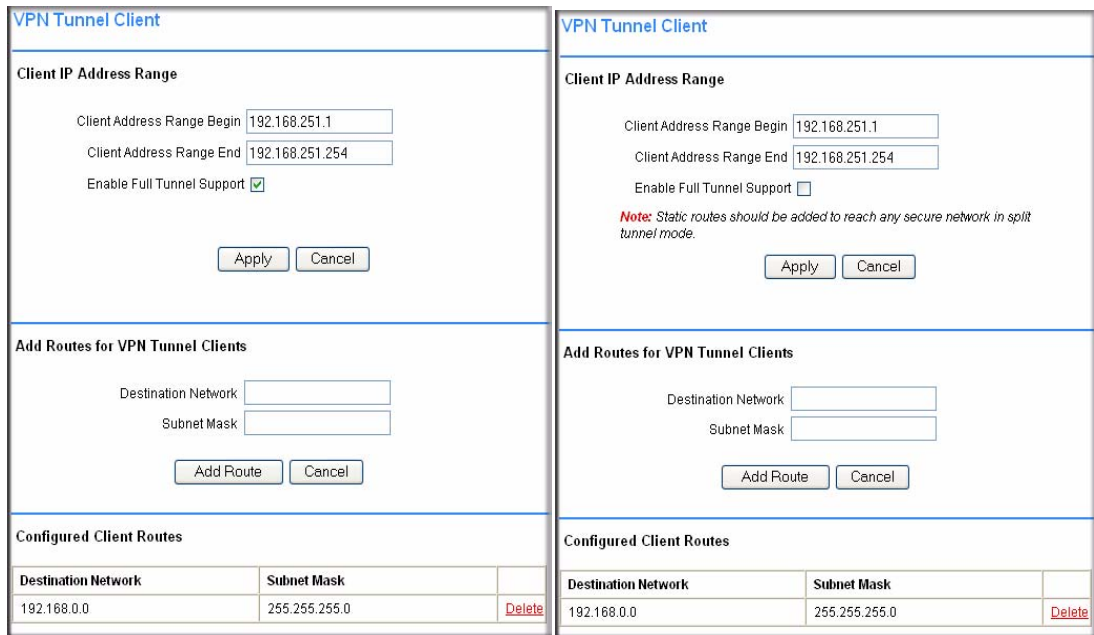 VPN Tunnel Client
Client IP Address Range
Client Address Range Begin 192.168.251.1
Client Address Range End 192.168.251.254
Enable Full Tunnel Support
Apply Cancel
Add Routes for VPN Tunnel Clients
Destination Network
Subnet Mask
Add Route Cancel
Configured Client Routes
Destination Network Subnet Mask
192.168.0.0 255.255.255.0 Delete
VPN Tunnel Client
Client IP Address Range
Client Address Range Begin 192.168.251.1
Client Address Range End 192.168.251.254
Enable Full Tunnel Support
Note: Static routes should be added to reach any secure network in split
tunnel mode.
Apply Cancel
Add Routes for VPN Tunnel Clients
Destination Network
Subnet Mask
Add Route Cancel
Configured Client Routes
Destination Network Subnet Mask
192.168.0.0 255.255.255.0 Delete